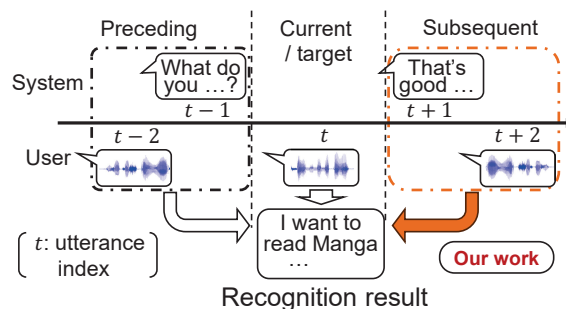 Preceding
Current
/ target
Subsequent
System
What do
you …?
t − 1
That's
good …
t + 1
t − 2
t
t + 2
User
I want to
read Manga
…
t: utterance
index
Our work
Recognition result